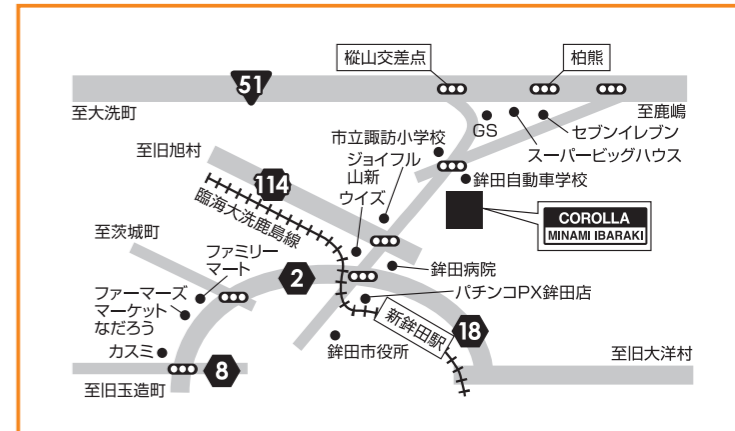 樅山交差点
柏熊
51
至大洗町
至鹿嶋
GS
セブンイレブン
スーパービッグハウス
市立諏訪小学校
至旧旭村
ジョイフル
山新
鉾田自動車学校
114
ウイズ
臨海大洗鹿島線
COROLLA
MINAMI IBARAKI
至茨城町
ファミリー
マート
2
鉾田病院
ファーマーズ
マーケット
なだろう
パチンコPX鉾田店
新鉾田駅
18
カスミ
鉾田市役所
至旧大洋村
8
至旧玉造町